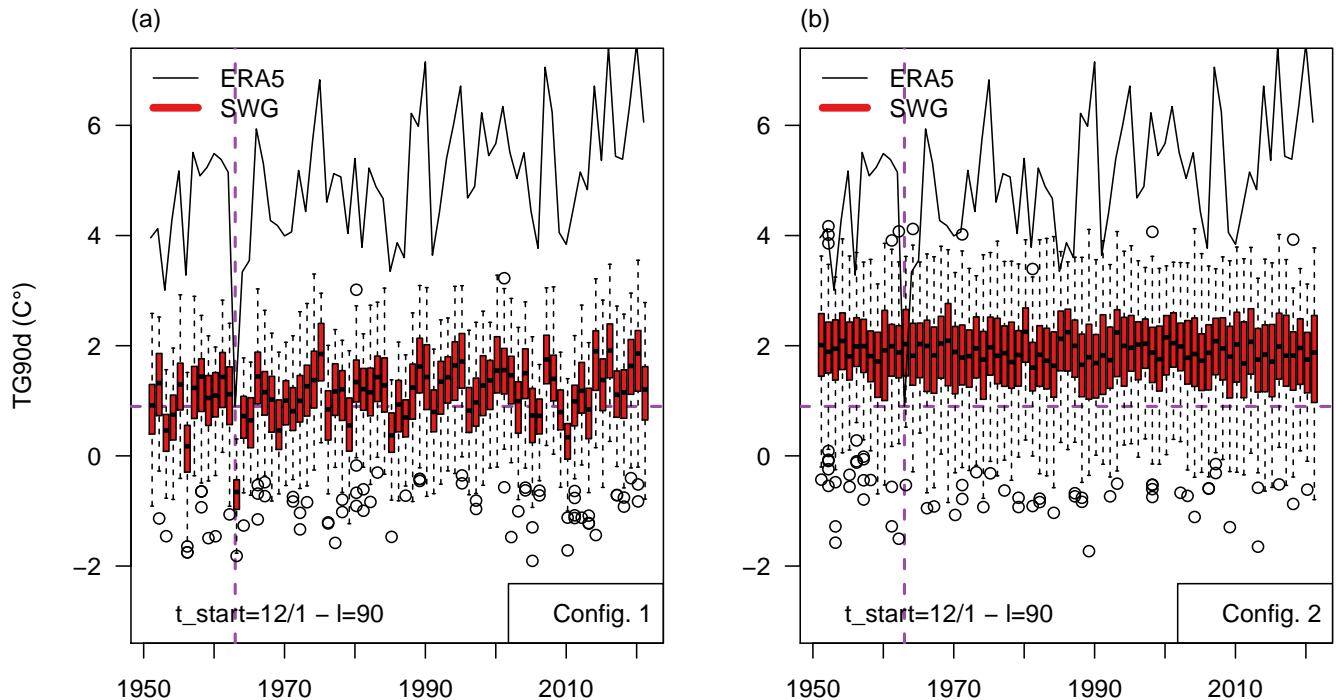 (a)
ERA5
SWG
TG90d (C°)
6
4
2
0
−2
t_start=12/1 − l=90
Config. 1
1950
1970
1990
2010
(b)
ERA5
SWG
6
4
2
0
−2
t_start=12/1 − l=90
Config. 2
1950
1970
1990
2010